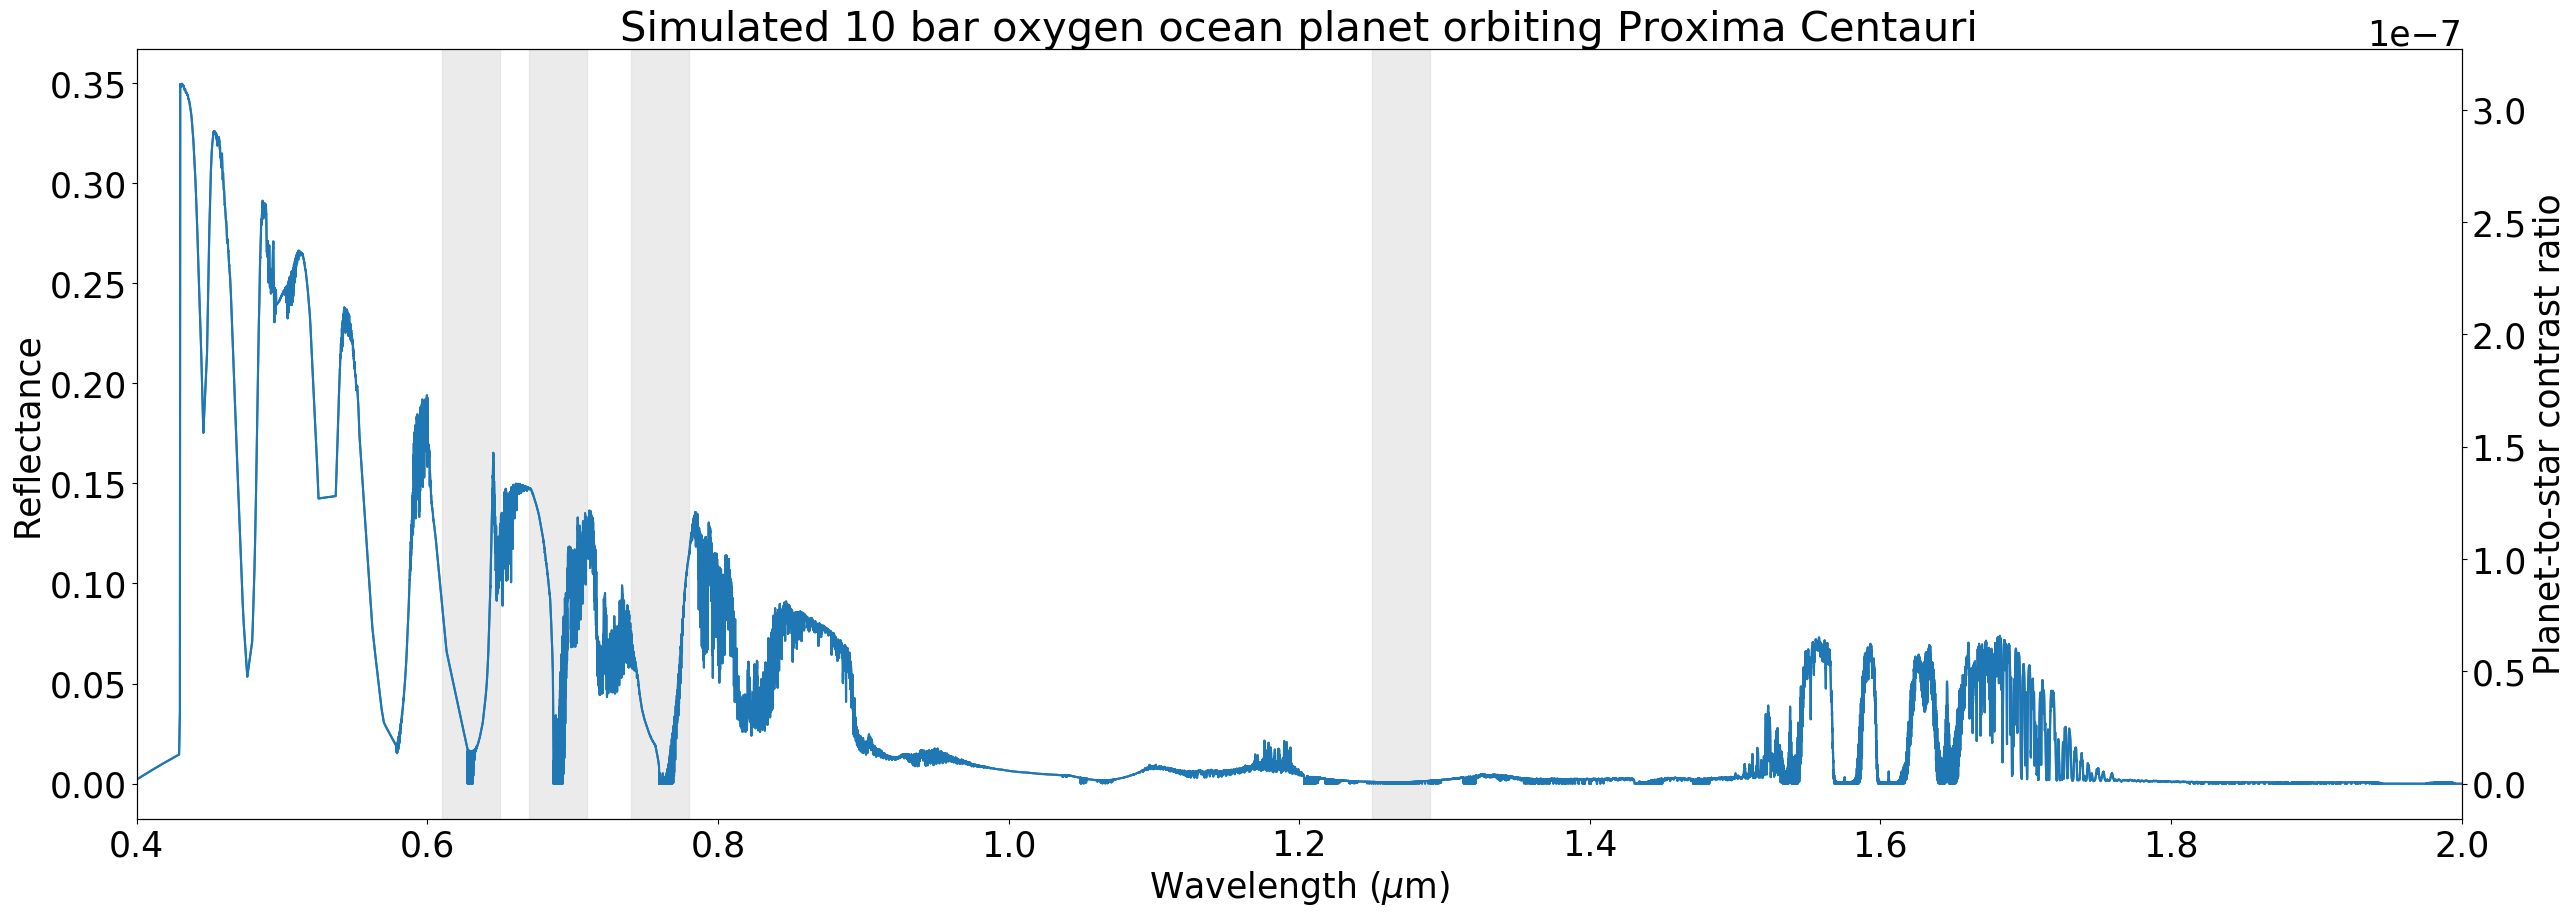 Simulated 10 bar oxygen ocean planet orbiting Proxima Centauri
1e−7
0.35
0.30
0.25
0.20
0.15
0.10
0.05
0.00
Reflectance
3.0
2.5
2.0
1.5
1.0
0.5
0.0
Planet-to-star contrast ratio
0.4 0.6 0.8 1.0 1.2 1.4 1.6 1.8 2.0
Wavelength (μm)